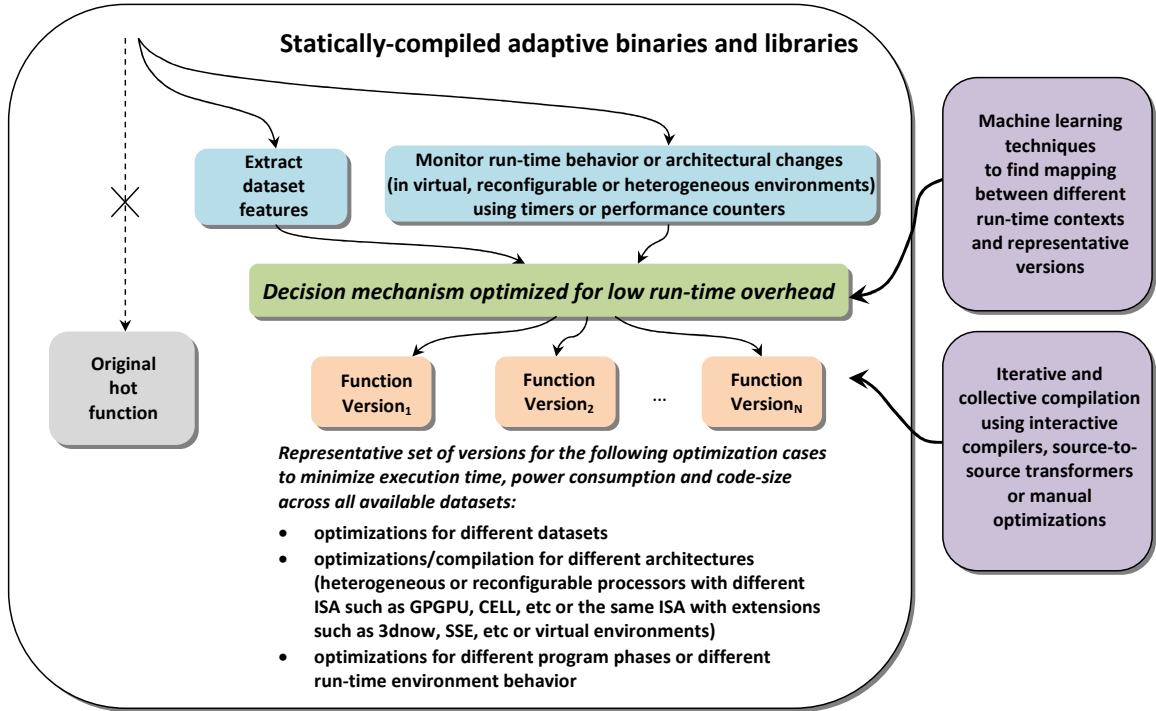 Statically-compiled adaptive binaries and libraries
Extract
dataset
features
Monitor run-time behavior or architectural changes
(in virtual, reconfigurable or heterogeneous environments)
using timers or performance counters
Machine learning
techniques
to find mapping
between different
run-time contexts
and representative
versions
Decision mechanism optimized for low run-time overhead
Original
hot
function
Function
Version₁
Function
Version₂
...
Function
Versionₙ
Iterative and
collective compilation
using interactive
compilers, source-to-
source transformers
or manual
optimizations
Representative set of versions for the following optimization cases
to minimize execution time, power consumption and code-size
across all available datasets:
• optimizations for different datasets
• optimizations/compilation for different architectures
(heterogeneous or reconfigurable processors with different
ISA such as GPGPU, CELL, etc or the same ISA with extensions
such as 3dnow, SSE, etc or virtual environments)
• optimizations for different program phases or different
run-time environment behavior